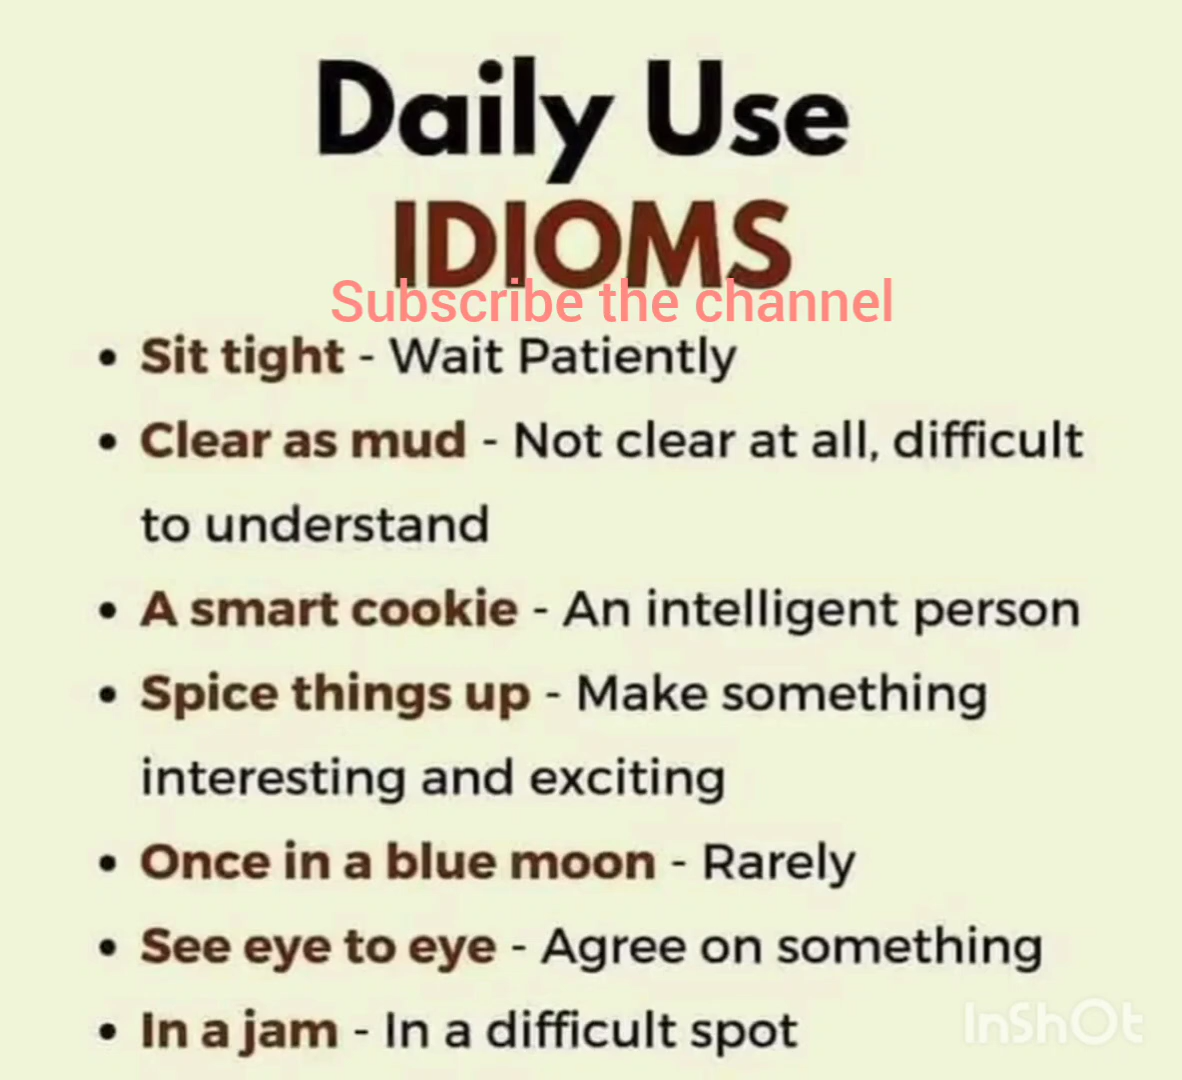 Daily Use
IDIOMS
Subscribe the channel
• Sit tight - Wait Patiently
• Clear as mud - Not clear at all, difficult
to understand
• A smart cookie - An intelligent person
• Spice things up - Make something
interesting and exciting
• Once in a blue moon - Rarely
• See eye to eye - Agree on something
• In a jam - In a difficult spot
InShOt